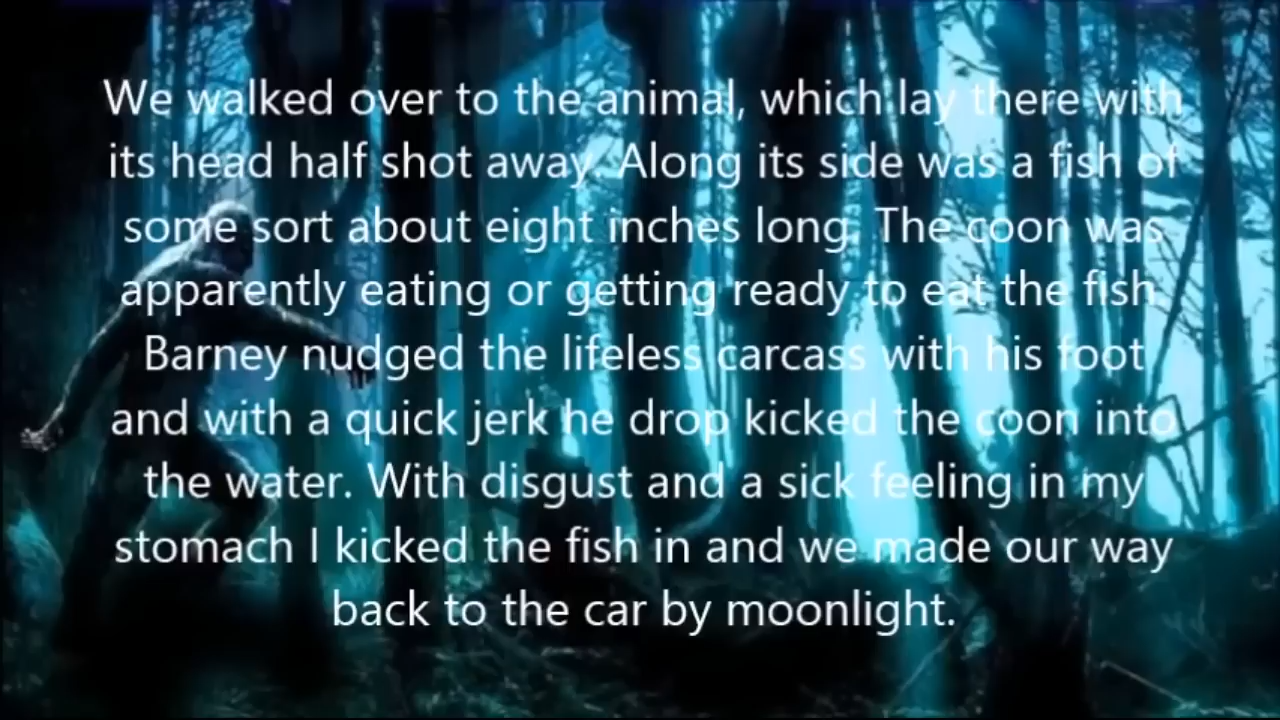 We walked over to the animal, which lay there with
its head half shot away. Along its side was a fish of
some sort about eight inches long. The coon was
apparently eating or getting ready to eat the fish.
Barney nudged the lifeless carcass with his foot
and with a quick jerk he drop kicked the coon into
the water. With disgust and a sick feeling in my
stomach I kicked the fish in and we made our way
back to the car by moonlight.